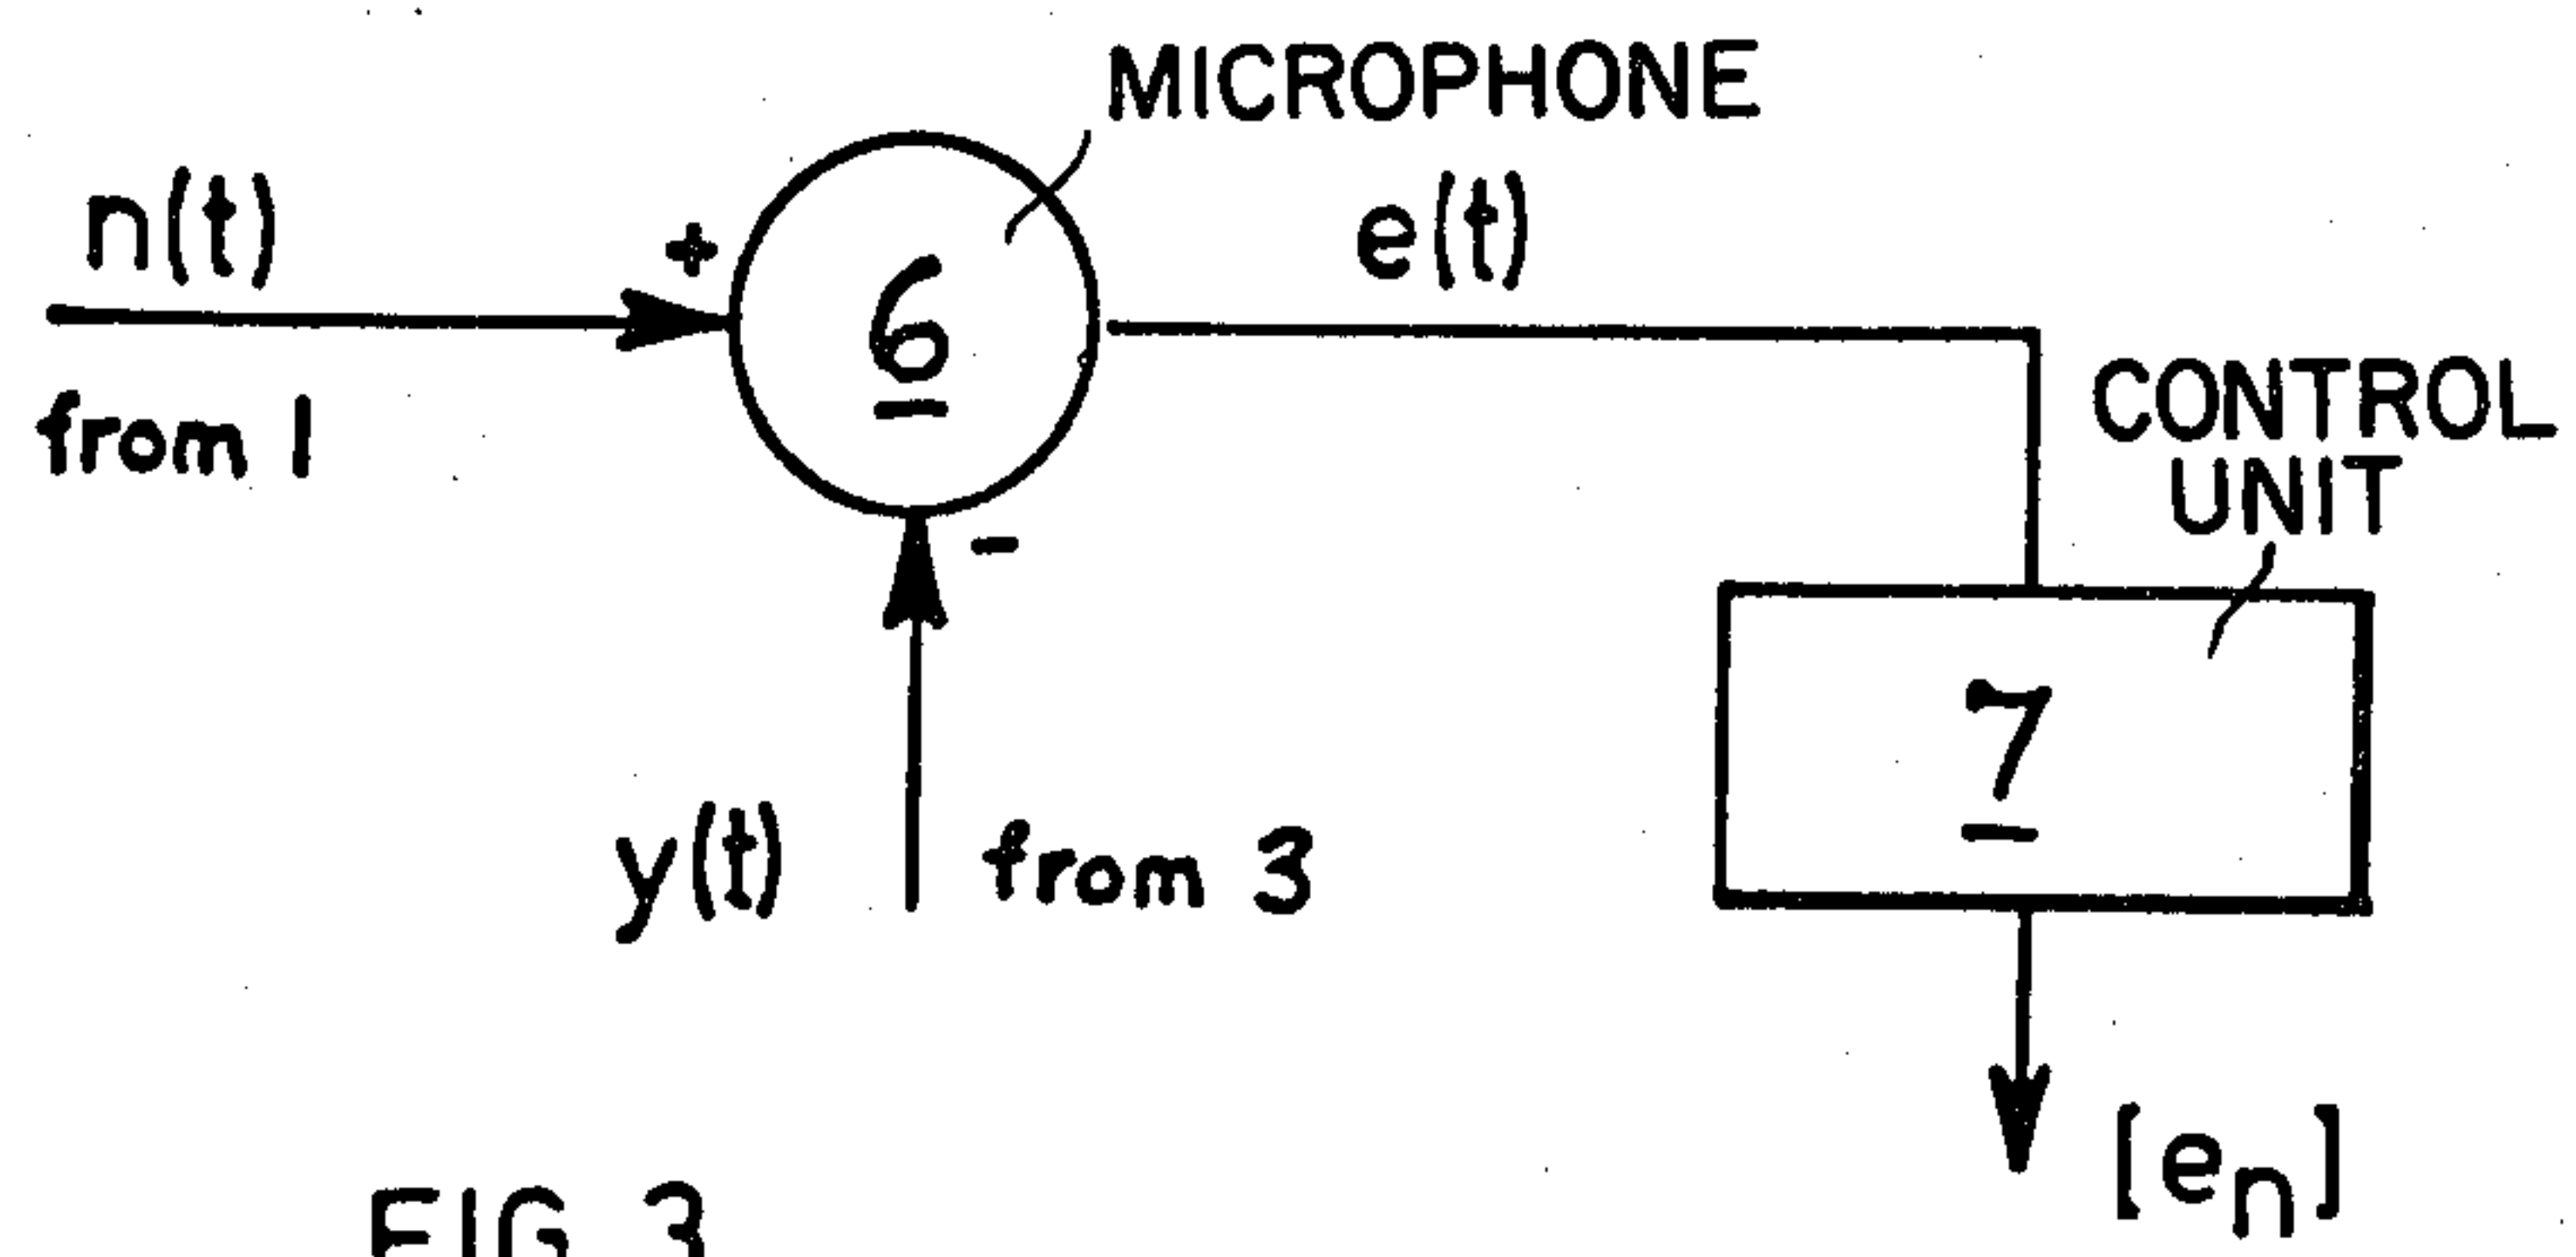 MICROPHONE
n(t)
+
e(t)
6
from 1
CONTROL
UNIT
-
7
y(t)
from 3
[en]
FIG. 3